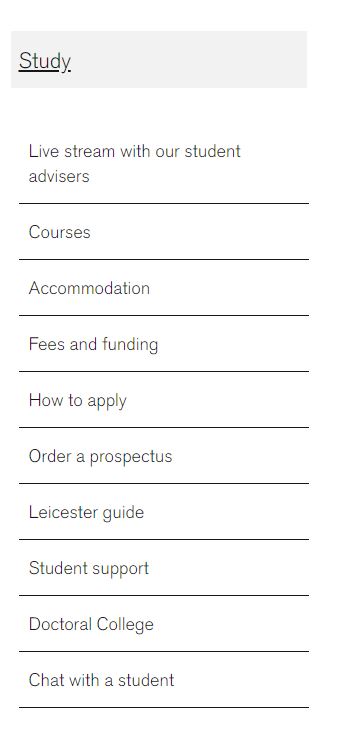 Study
Live stream with our student
advisers
Courses
Accommodation
Fees and funding
How to apply
Order a prospectus
Leicester guide
Student support
Doctoral College
Chat with a student